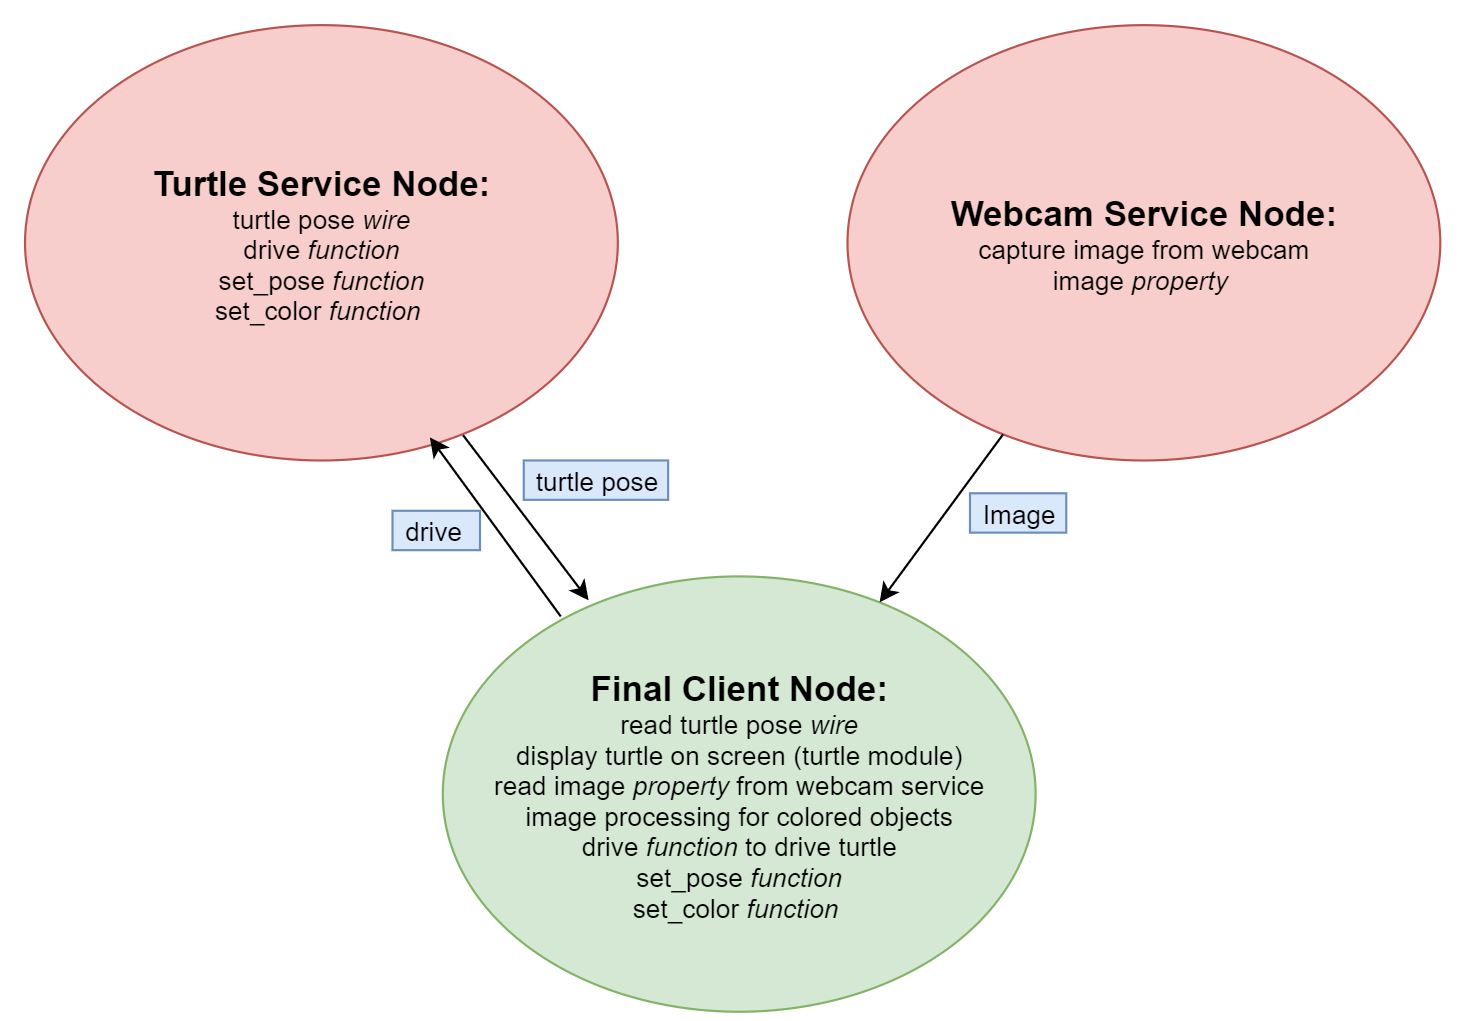 Turtle Service Node:
turtle pose wire
drive function
set_pose function
set_color function
Webcam Service Node:
capture image from webcam
image property
turtle pose
drive
Image
Final Client Node:
read turtle pose wire
display turtle on screen (turtle module)
read image property from webcam service
image processing for colored objects
drive function to drive turtle
set_pose function
set_color function